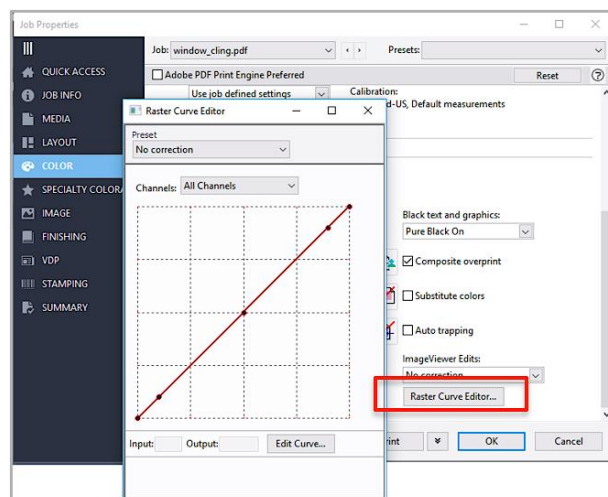 Job Properties
Job: window_cling.pdf
Presets:
QUICK ACCESS
JOB INFO
MEDIA
LAYOUT
COLOR
SPECIALTY COLORA
IMAGE
FINISHING
VDP
STAMPING
SUMMARY
Adobe PDF Print Engine Preferred
Reset
?
Use job defined settings
Calibration:
d-US, Default measurements
Raster Curve Editor
Preset
No correction
Channels: All Channels
Input:
Output:
Edit Curve...
Black text and graphics:
Pure Black On
Composite overprint
Substitute colors
Auto trapping
ImageViewer Edits:
No correction
Raster Curve Editor...
int
OK
Cancel